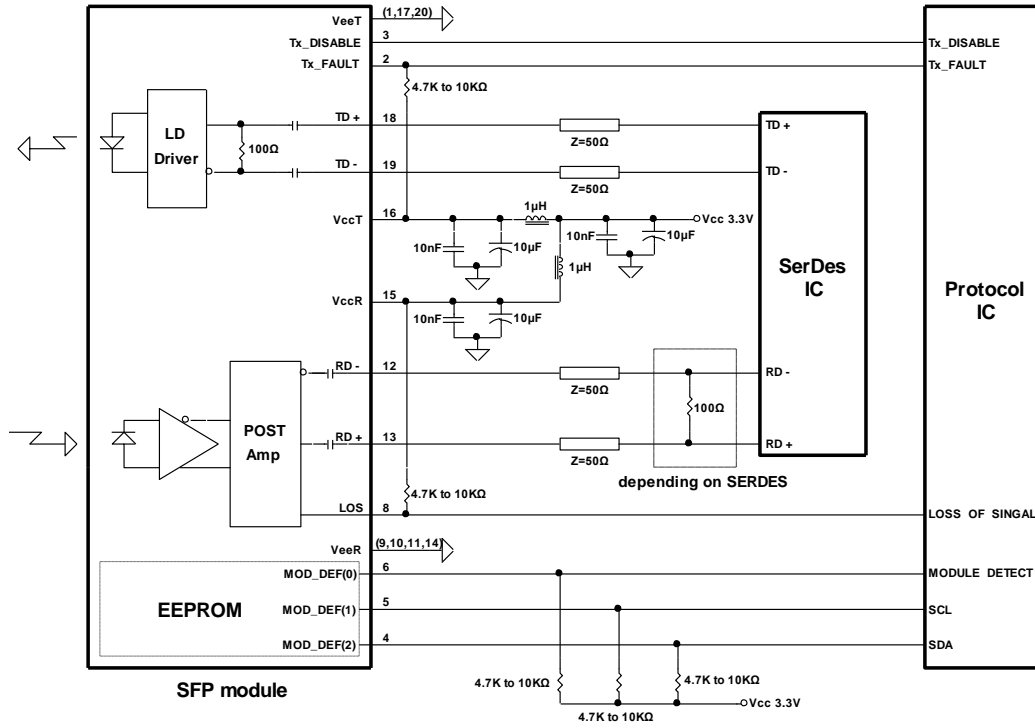 VeeT
(1,17,20)
Tx_DISABLE
3
Tx_DISABLE
Tx_FAULT
2
Tx_FAULT
4.7K to 10KΩ
LD
Driver
100Ω
TD +
18
Z=50Ω
TD +
TD -
19
Z=50Ω
TD -
1µH
VccT
16
Vcc 3.3V
10nF
10µF
10nF
10µF
1µH
SerDes
IC
Protocol
IC
VccR
15
10nF
10µF
RD -
12
Z=50Ω
RD -
100Ω
POST
Amp
RD +
13
Z=50Ω
RD +
depending on SERDES
4.7K to 10KΩ
LOS
8
LOSS OF SINGAL
VeeR
(9,10,11,14)
MOD_DEF(0)
6
MODULE DETECT
EEPROM
MOD_DEF(1)
5
SCL
MOD_DEF(2)
4
SDA
4.7K to 10KΩ
4.7K to 10KΩ
4.7K to 10KΩ
Vcc 3.3V
SFP module